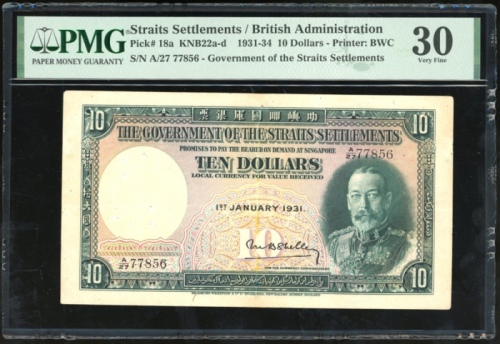 PMG
PAPER MONEY GUARANTY
Straits Settlements / British Administration
Pick# 18a KNB22a-d 1931-34 10 Dollars - Printer: BWC
S/N A/27 77856 - Government of the Straits Settlements
30
Very Fine
10
10
THE GOVERNMENT OF THE STRAITS SETTLEMENTS
PROMISES TO PAY THE BEARER ON DEMAND AT SINGAPORE
A/27 77856
TEN DOLLARS
LOCAL CURRENCY FOR VALUE RECEIVED
1ST JANUARY 1931.
10
A/27 77856
10
10